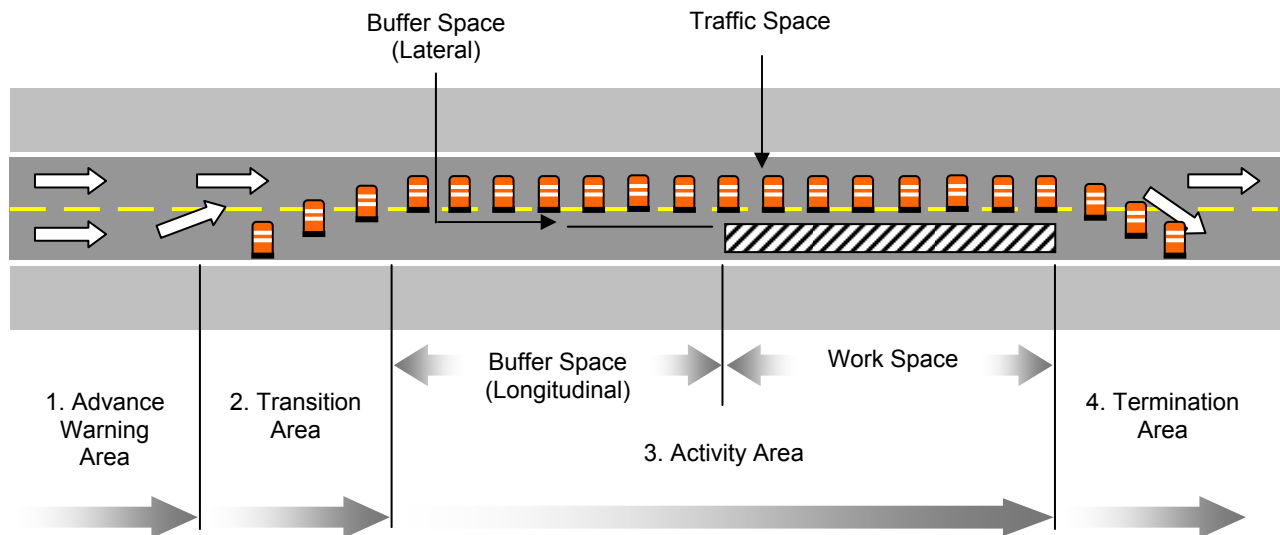 Buffer Space
(Lateral)
Traffic Space
Buffer Space
(Longitudinal)
Work Space
1. Advance
Warning
Area
2. Transition
Area
3. Activity Area
4. Termination
Area